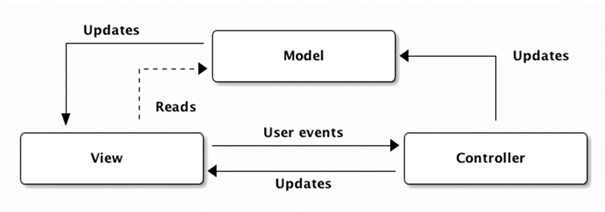 Updates
Model
Updates
Reads
User events
View
Controller
Updates